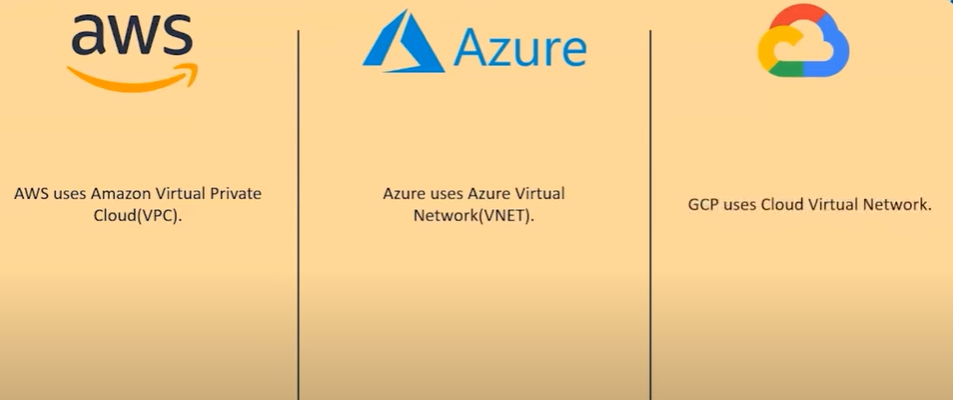 aws
Azure
AWS uses Amazon Virtual Private
Cloud(VPC).
Azure uses Azure Virtual
Network(VNET).
GCP uses Cloud Virtual Network.